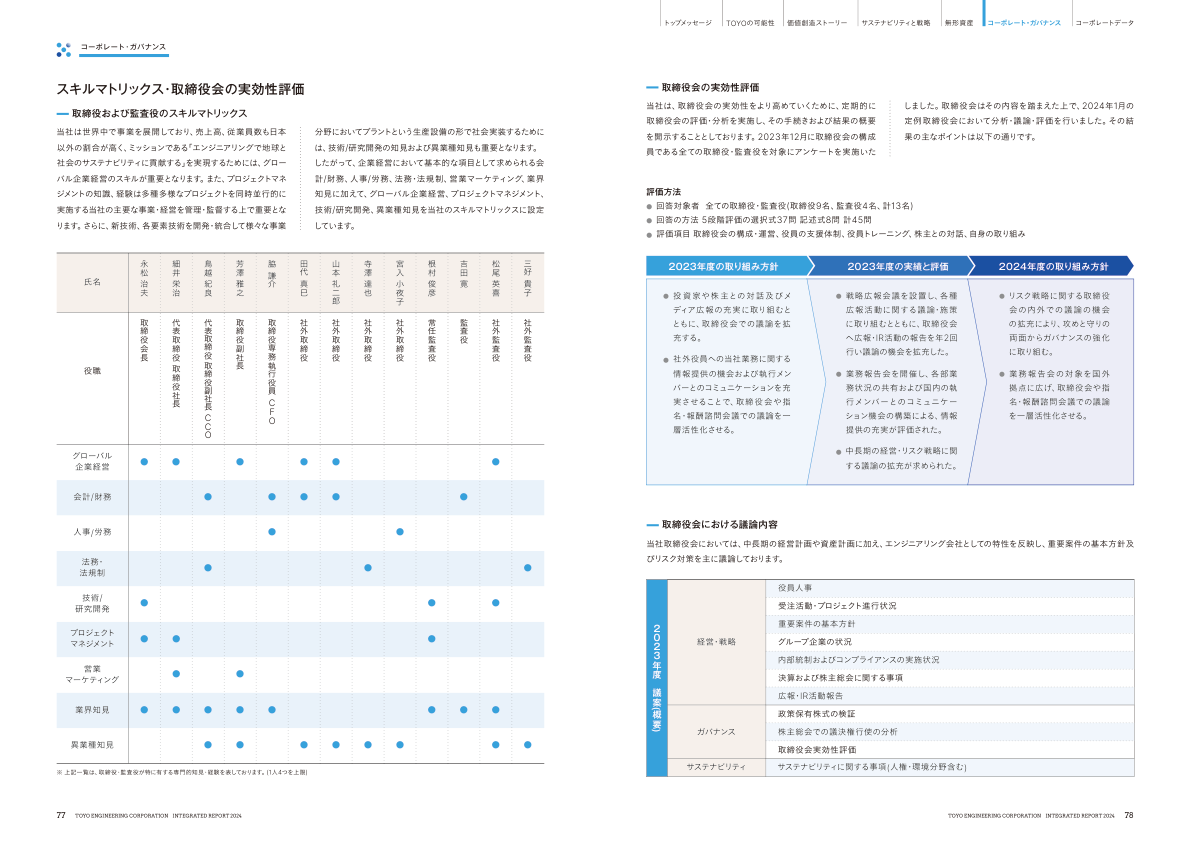 トップメッセージ
TOYOの可能性
価値創造ストーリー
サステナビリティと戦略
無形資産
コーポレート・ガバナンス
コーポレートデータ
コーポレート・ガバナンス
スキルマトリックス・取締役会の実効性評価
取締役および監査役のスキルマトリックス
当社は世界中で事業を展開しており、売上高、従業員数も日本
以外の割合が高く、ミッションである「エンジニアリングで地球と
社会のサステナビリティに貢献する」を実現するためには、グロー
バル企業経営のスキルが重要となります。また、プロジェクトマネ
ジメントの知識、経験は多種多様なプロジェクトを同時並行的に
実施する当社の主要な事業・経営を管理・監督する上で重要とな
ります。さらに、新技術、各要素技術を開発・統合して様々な事業
分野においてプラントという生産設備の形で社会実装するために
は、技術/研究開発の知見および異業種知見も重要となります。
したがって、企業経営において基本的な項目として求められる会
計/財務、人事/労務、法務・法規制、営業マーケティング、業界
知見に加えて、グローバル企業経営、プロジェクトマネジメント、
技術/研究開発、異業種知見を当社のスキルマトリックスに設定
しています。
氏名
永松 治夫
細井 栄治
鳥越 紀良
芳澤 雅之
脇 謙介
田代 真巳
山本 礼二郎
寺澤 達也
宮入 小夜子
根村 俊彦
吉田 寛
松尾 英喜
三好 貴子
役職
取締役会長
代表取締役 取締役社長
代表取締役 取締役副社長 CCO
取締役副社長
取締役専務執行役員 CFO
社外取締役
社外取締役
社外取締役
社外取締役
常任監査役
監査役
社外監査役
社外監査役
グローバル
企業経営
会計/財務
人事/労務
法務・
法規制
技術/
研究開発
プロジェクト
マネジメント
営業
マーケティング
業界知見
異業種知見
※ 上記一覧は、取締役・監査役が特に有する専門的知見・経験を表しております。(1人4つを上限)
77 TOYO ENGINEERING CORPORATION INTEGRATED REPORT 2024
取締役会の実効性評価
当社は、取締役会の実効性をより高めていくために、定期的に
取締役会の評価・分析を実施し、その手続きおよび結果の概要
を開示することとしております。2023年12月に取締役会の構成
員である全ての取締役・監査役を対象にアンケートを実施いた
しました。取締役会はその内容を踏まえた上で、2024年1月の
定例取締役会において分析・議論・評価を行いました。その結
果の主なポイントは以下の通りです。
評価方法
● 回答対象者 全ての取締役・監査役(取締役9名、監査役4名、計13名)
● 回答の方法 5段階評価の選択式37問 記述式8問 計45問
● 評価項目 取締役会の構成・運営、役員の支援体制、役員トレーニング、株主との対話、自身の取り組み
2023年度の取り組み方針
2023年度の実績と評価
2024年度の取り組み方針
● 投資家や株主との対話及びメ
ディア広報の充実に取り組むと
ともに、取締役会での議論を拡
充する。
● 社外役員への当社業務に関する
情報提供の機会および執行メン
バーとのコミュニケーションを充
実させることで、取締役会や指
名・報酬諮問会議での議論を一
層活性化させる。
● 戦略広報会議を設置し、各種
広報活動に関する議論・施策
に取り組むとともに、取締役会
へ広報・IR活動の報告を年2回
行い議論の機会を拡充した。
● 業務報告会を開催し、各部業
務状況の共有および国内の執
行メンバーとのコミュニケー
ション機会の構築による、情報
提供の充実が評価された。
● 中長期の経営・リスク戦略に関
する議論の拡充が求められた。
● リスク戦略に関する取締役
会の内外での議論の機会
の拡充により、攻めと守りの
両面からガバナンスの強化
に取り組む。
● 業務報告会の対象を国外
拠点に広げ、取締役会や指
名・報酬諮問会議での議論
を一層活性化させる。
取締役会における議論内容
当社取締役会においては、中長期の経営計画や資産計画に加え、エンジニアリング会社としての特性を反映し、重要案件の基本方針及
びリスク対策を主に議論しております。
2023年度 議案(概要)
経営・戦略
役員人事
受注活動・プロジェクト進行状況
重要案件の基本方針
グループ企業の状況
内部統制およびコンプライアンスの実施状況
決算および株主総会に関する事項
広報・IR活動報告
ガバナンス
政策保有株式の検証
株主総会での議決権行使の分析
取締役会実効性評価
サステナビリティ
サステナビリティに関する事項(人権・環境分野含む)
TOYO ENGINEERING CORPORATION INTEGRATED REPORT 2024 78